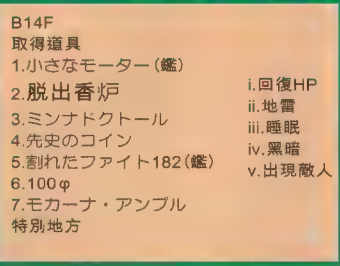 B14F
取得道具
1.小さなモーター(鑑)
2.脱出香炉
3.ミンナドクトール
4.先史のコイン
5.割れたファイト182(鑑)
6.100φ
7.モカーナ・アンプル
特別地方
i.回復HP
ii.地雷
iii.睡眠
iv.黑暗
v.出現敵人